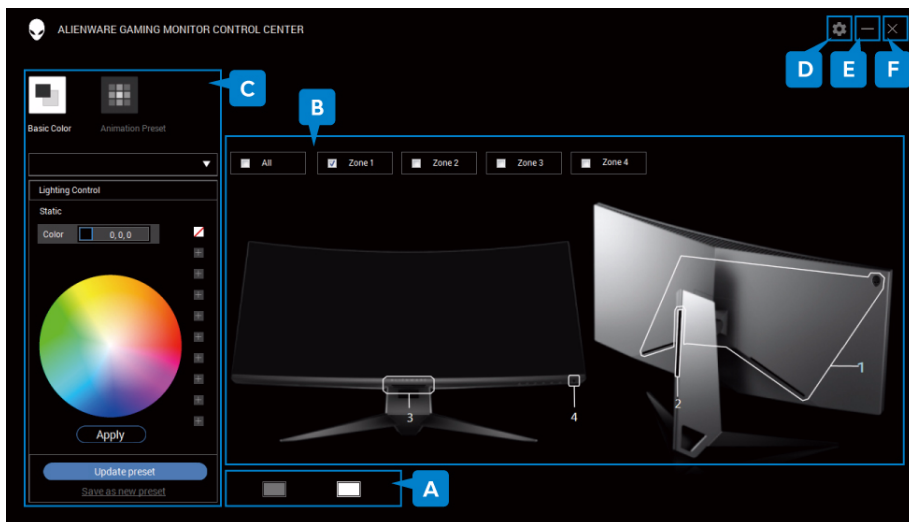 ALIENWARE GAMING MONITOR CONTROL CENTER
D E F
C
B
Basic Color Animation Preset
All Zone 1 Zone 2 Zone 3 Zone 4
Lighting Control
Static
Color 0, 0, 0
1
2
3
4
Apply
Update preset
Save as new preset
A